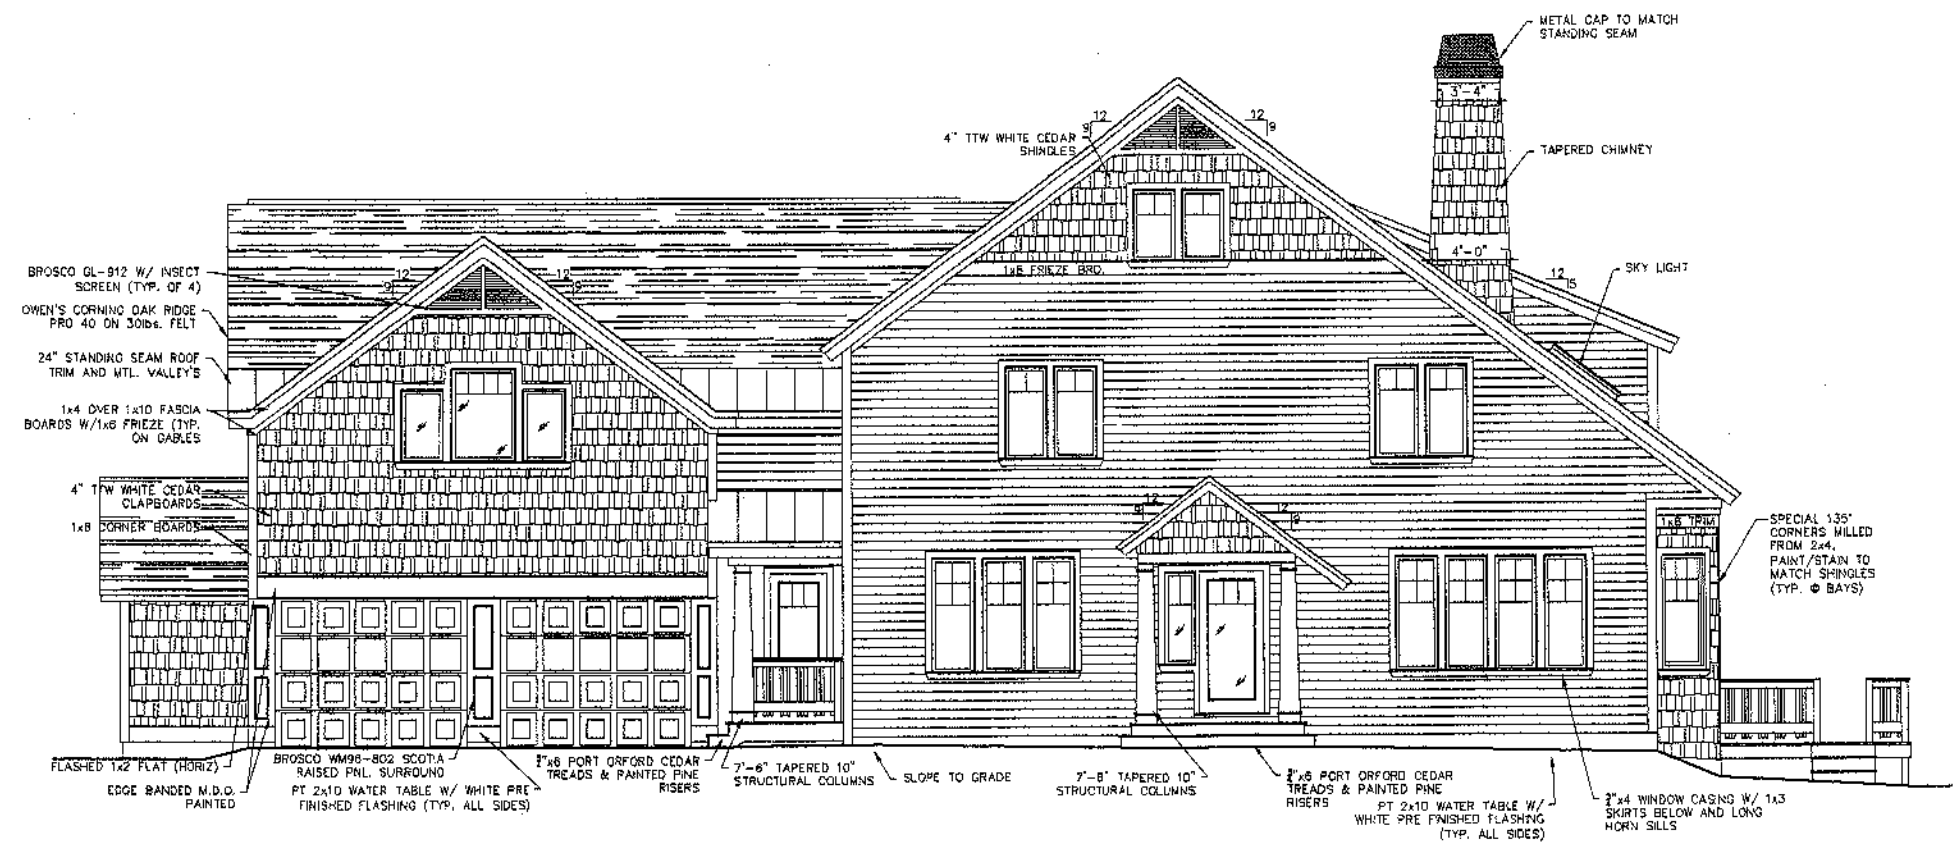 METAL CAP TO MATCH
STANDING SEAM
3'-4"
12
9
12
9
4" TTW WHITE CEDAR
SHINGLES
TAPERED CHIMNEY
4'-0"
1x6 FRIEZE BRD.
12
5
SKY LIGHT
BROSCO GL-912 W/ INSECT
SCREEN (TYP. OF 4)
12
9
12
9
OWEN'S CORNING OAK RIDGE
PRO 40 ON 30lbs. FELT
24" STANDING SEAM ROOF
TRIM AND MTL. VALLEY'S
1x4 OVER 1x10 FASCIA
BOARDS W/1x6 FRIEZE (TYP.
ON GABLES
4" TTW WHITE CEDAR
CLAPBOARDS
1x8 CORNER BOARDS
12
9
12
9
1x6 TRIM
SPECIAL 135°
CORNERS MILLED
FROM 2x4.
PAINT/STAIN TO
MATCH SHINGLES
(TYP. @ BAYS)
FLASHED 1x2 FLAT (HORIZ)
EDGE BANDED M.D.O.
PAINTED
BROSCO WM96-802 SCOTIA
RAISED PNL. SURROUND
PT 2x10 WATER TABLE W/ WHITE PRE
FINISHED FLASHING (TYP. ALL SIDES)
x6 PORT ORFORD CEDAR
TREADS & PAINTED PINE
RISERS
7'-6" TAPERED 10"
STRUCTURAL COLUMNS
SLOPE TO GRADE
TAPERED 10"
STRUCTURAL COLUMNS
x6 PORT ORFORD CEDAR
TREADS & PAINTED PINE
RISERS
PT 2x10 WATER TABLE W/
WHITE PRE FINISHED FLASHING
(TYP. ALL SIDES)
x4 WINDOW CASING W/ 1x3
SKIRTS BELOW AND LONG
HORN SILLS